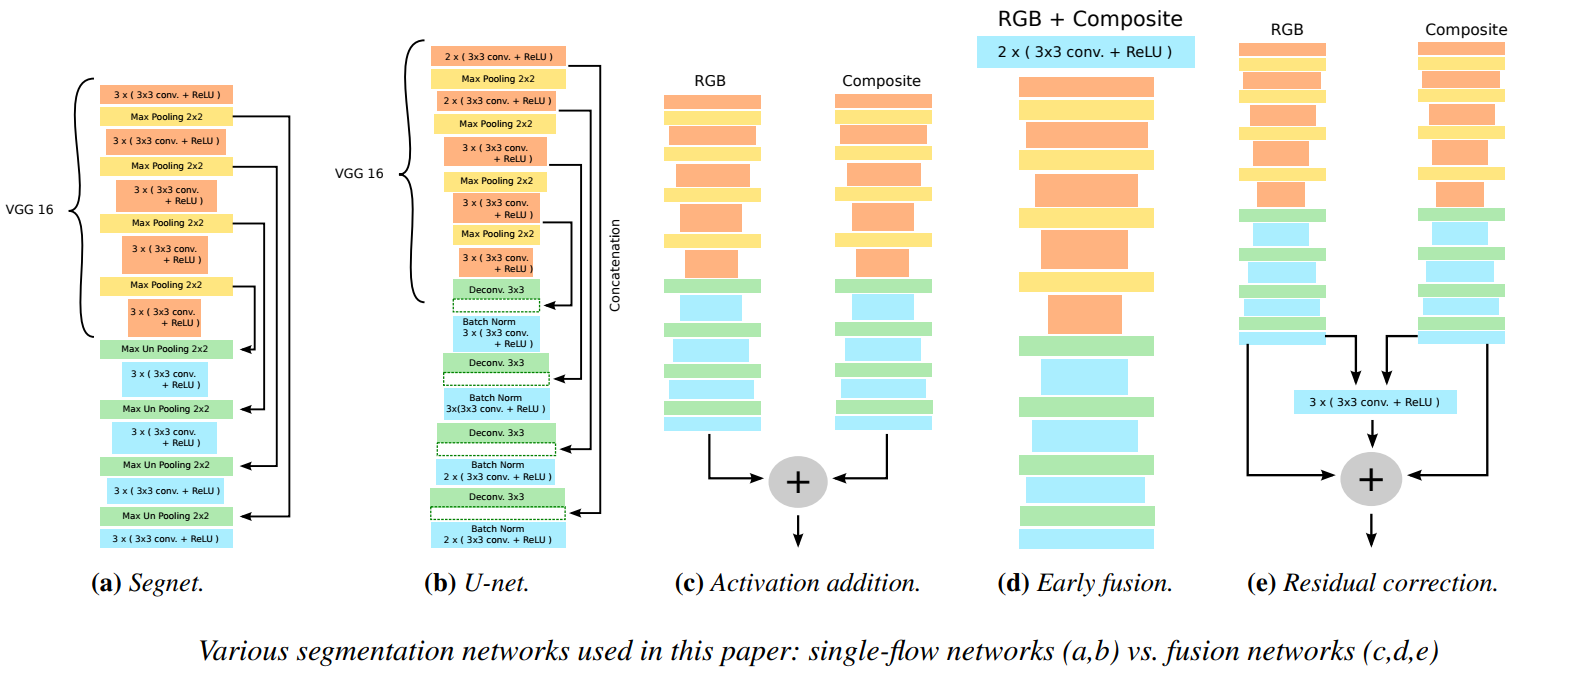 VGG 16
3 x ( 3x3 conv. + ReLU )
Max Pooling 2x2
3 x ( 3x3 conv. + ReLU )
Max Pooling 2x2
3 x ( 3x3 conv.
+ ReLU )
Max Pooling 2x2
3 x ( 3x3 conv.
+ ReLU )
Max Pooling 2x2
3 x ( 3x3 conv.
+ ReLU )
Max Un Pooling 2x2
3 x ( 3x3 conv.
+ ReLU )
Max Un Pooling 2x2
3 x ( 3x3 conv.
+ ReLU )
Max Un Pooling 2x2
3 x ( 3x3 conv. + ReLU )
Max Un Pooling 2x2
3 x ( 3x3 conv. + ReLU )
(a) Segnet.
VGG 16
2 x ( 3x3 conv. + ReLU )
Max Pooling 2x2
2 x ( 3x3 conv. + ReLU )
Max Pooling 2x2
3 x ( 3x3 conv.
+ ReLU )
Max Pooling 2x2
3 x ( 3x3 conv.
+ ReLU )
Max Pooling 2x2
3 x ( 3x3 conv.
+ ReLU )
Deconv. 3x3
Batch Norm
3 x ( 3x3 conv.
+ ReLU )
Deconv. 3x3
Batch Norm
3x(3x3 conv. + ReLU )
Deconv. 3x3
Batch Norm
2 x ( 3x3 conv. + ReLU )
Deconv. 3x3
Batch Norm
2 x ( 3x3 conv. + ReLU )
Concatenation
(b) U-net.
RGB
Composite
+
(c) Activation addition.
RGB + Composite
2 x ( 3x3 conv. + ReLU )
(d) Early fusion.
RGB
Composite
3 x ( 3x3 conv. + ReLU )
+
(e) Residual correction.
Various segmentation networks used in this paper: single-flow networks (a,b) vs. fusion networks (c,d,e)